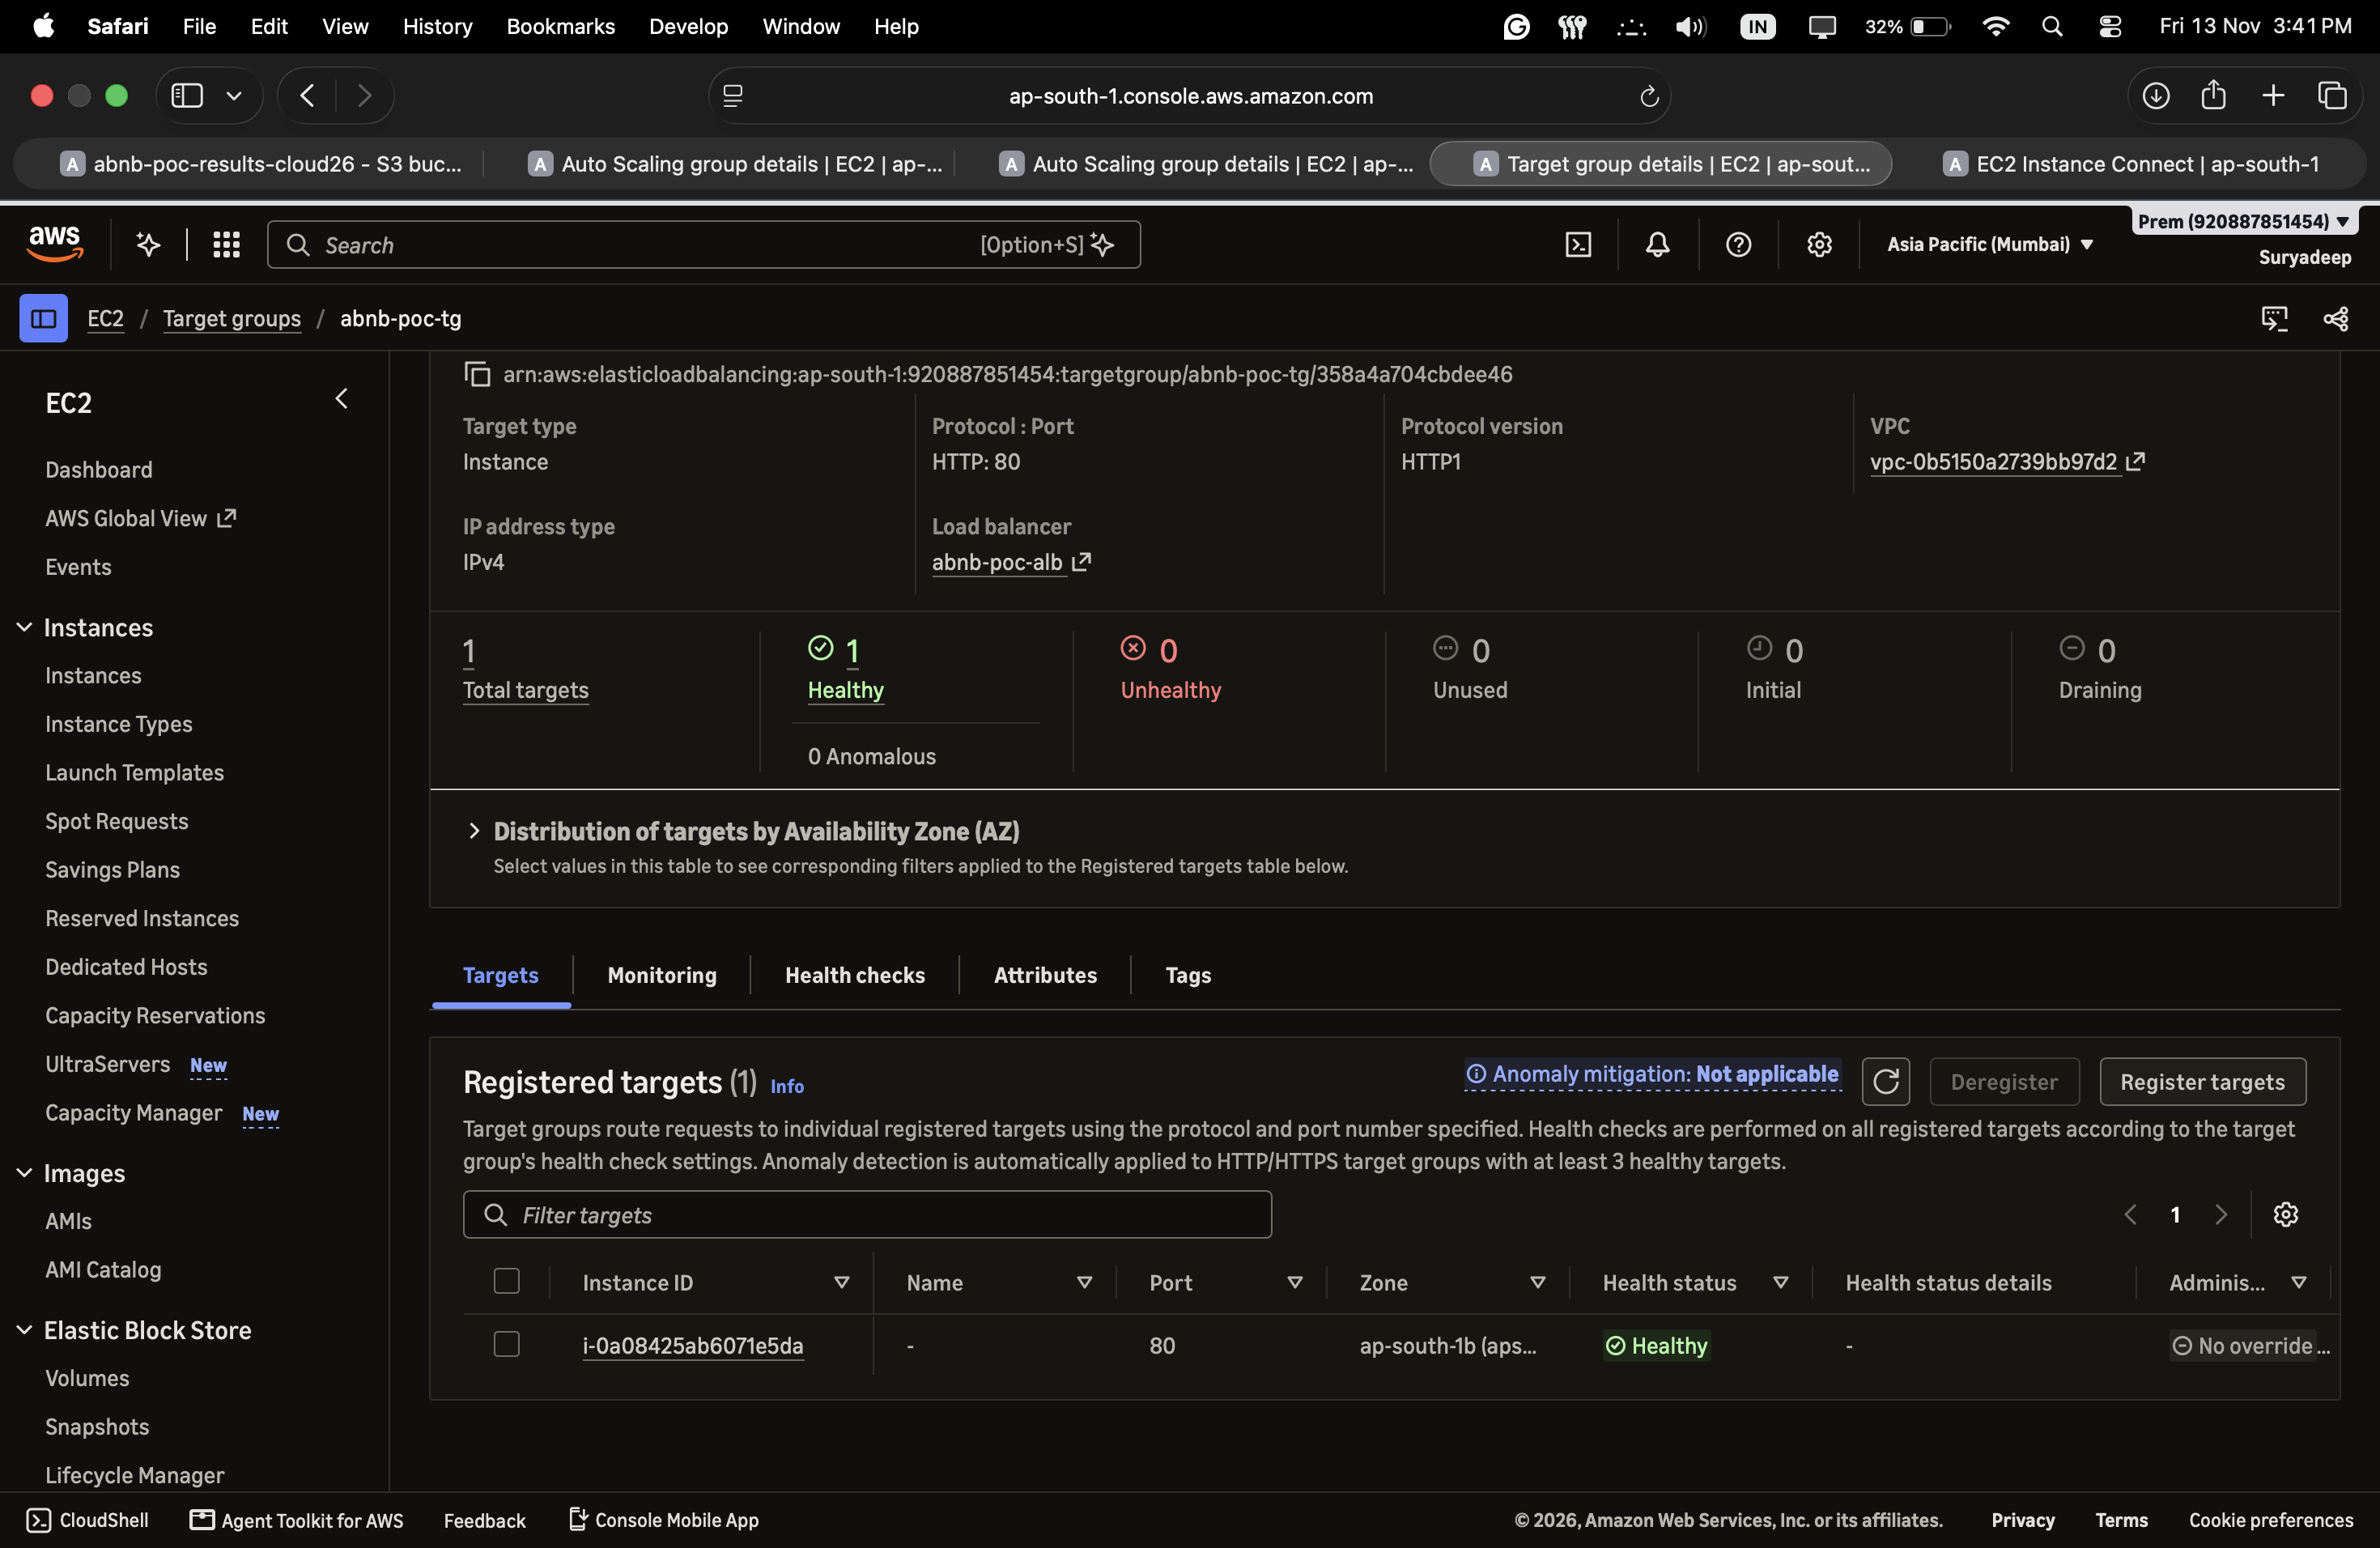 Safari File Edit View History Bookmarks Develop Window Help IN 32% Fri 13 Nov 3:41 PM
ap-south-1.console.aws.amazon.com
A abnb-poc-results-cloud26 - S3 buc... A Auto Scaling group details | EC2 | ap-... A Auto Scaling group details | EC2 | ap-... A Target group details | EC2 | ap-sout... A EC2 Instance Connect | ap-south-1
aws Search [Option+S] Asia Pacific (Mumbai) Prem (920887851454)
Suryadeep
EC2 / Target groups / abnb-poc-tg
EC2
Dashboard
AWS Global View
Events
Instances
Instances
Instance Types
Launch Templates
Spot Requests
Savings Plans
Reserved Instances
Dedicated Hosts
Capacity Reservations
UltraServers New
Capacity Manager New
Images
AMIs
AMI Catalog
Elastic Block Store
Volumes
Snapshots
Lifecycle Manager
arn:aws:elasticloadbalancing:ap-south-1:920887851454:targetgroup/abnb-poc-tg/358a4a704cbdee46
Target type Protocol : Port Protocol version VPC
Instance HTTP: 80 HTTP1 vpc-0b5150a2739bb97d2
IP address type Load balancer
IPv4 abnb-poc-alb
1 1 0 0 0 0
Total targets Healthy Unhealthy Unused Initial Draining
0 Anomalous
Distribution of targets by Availability Zone (AZ)
Select values in this table to see corresponding filters applied to the Registered targets table below.
Targets Monitoring Health checks Attributes Tags
Registered targets (1) Info Anomaly mitigation: Not applicable Deregister Register targets
Target groups route requests to individual registered targets using the protocol and port number specified. Health checks are performed on all registered targets according to the target
group's health check settings. Anomaly detection is automatically applied to HTTP/HTTPS target groups with at least 3 healthy targets.
Filter targets 1
Instance ID Name Port Zone Health status Health status details Adminis...
i-0a08425ab6071e5da - 80 ap-south-1b (aps... Healthy - No override ...
CloudShell Agent Toolkit for AWS Feedback Console Mobile App © 2026, Amazon Web Services, Inc. or its affiliates. Privacy Terms Cookie preferences